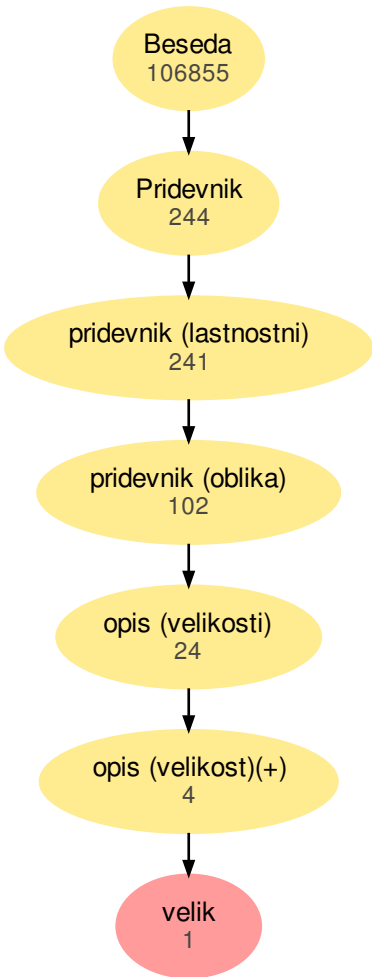 Beseda
106855
Pridevnik
244
pridevnik (lastnostni)
241
pridevnik (oblika)
102
opis (velikosti)
24
opis (velikost)(+)
4
velik
1